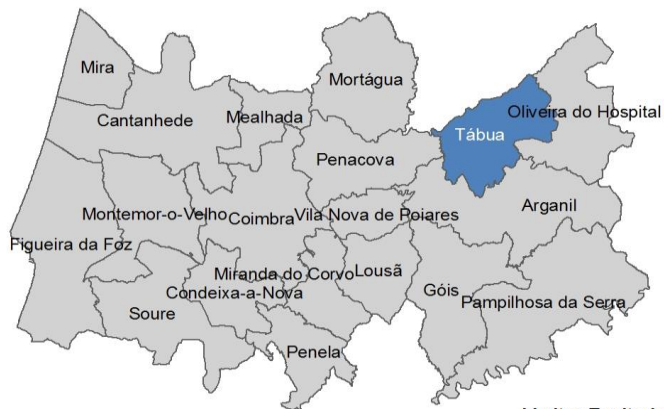 Mira
Mortágua
Cantanhede
Mealhada
Oliveira do Hospital
Tábua
Penacova
Arganil
Montemor-o-Velho
Coimbra
Vila Nova de Poiares
Figueira da Foz
Miranda do Corvo
Lousã
Condeixa-a-Nova
Góis
Pampilhosa da Serra
Soure
Penela